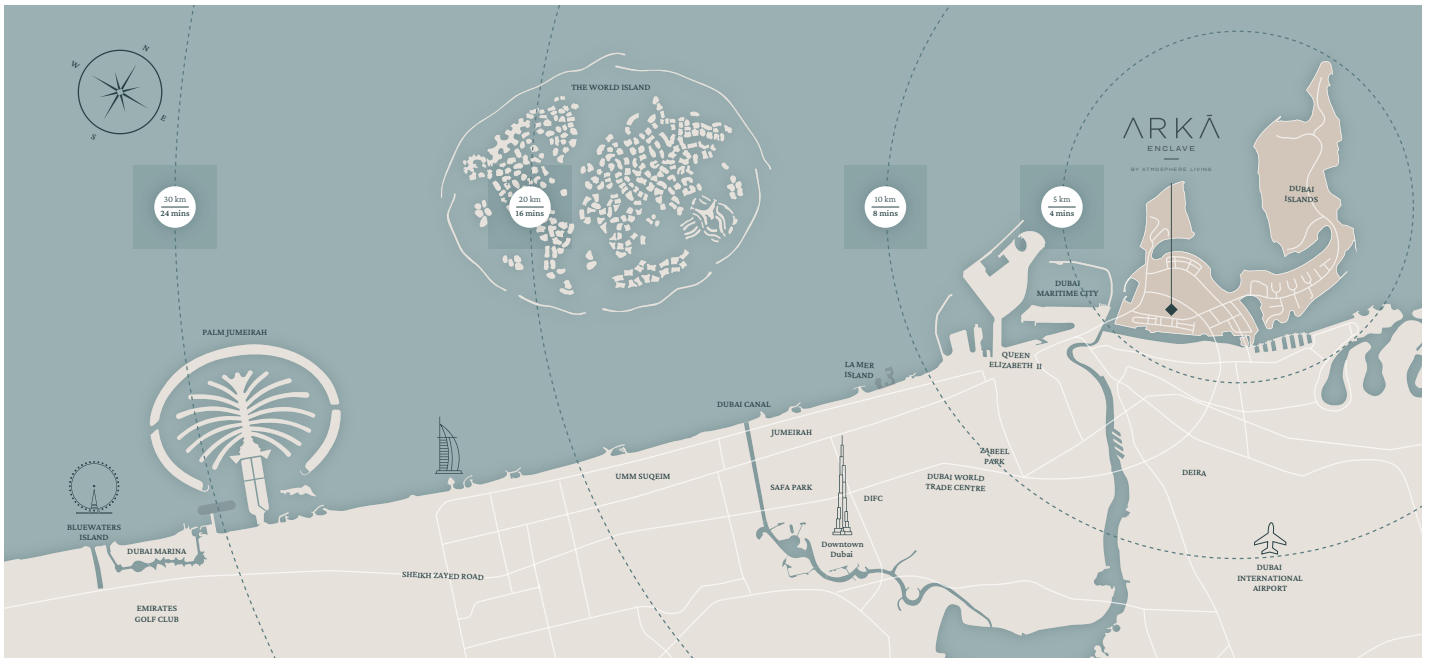 N
W
E
S
THE WORLD ISLAND
ΛRKĀ
ENCLAVE
BY ATMOSPHERE LIVING
DUBAI
ISLANDS
30 km
24 mins
20 km
16 mins
10 km
8 mins
5 km
4 mins
DUBAI
MARITIME CITY
PALM JUMEIRAH
QUEEN
ELIZABETH II
LA MER
ISLAND
DUBAI CANAL
JUMEIRAH
ZABEEL
PARK
UMM SUQEIM
SAFA PARK
DIFC
DUBAI WORLD
TRADE CENTRE
DEIRA
BLUEWATERS
ISLAND
DUBAI MARINA
Downtown
Dubai
SHEIKH ZAYED ROAD
DUBAI
INTERNATIONAL
AIRPORT
EMIRATES
GOLF CLUB